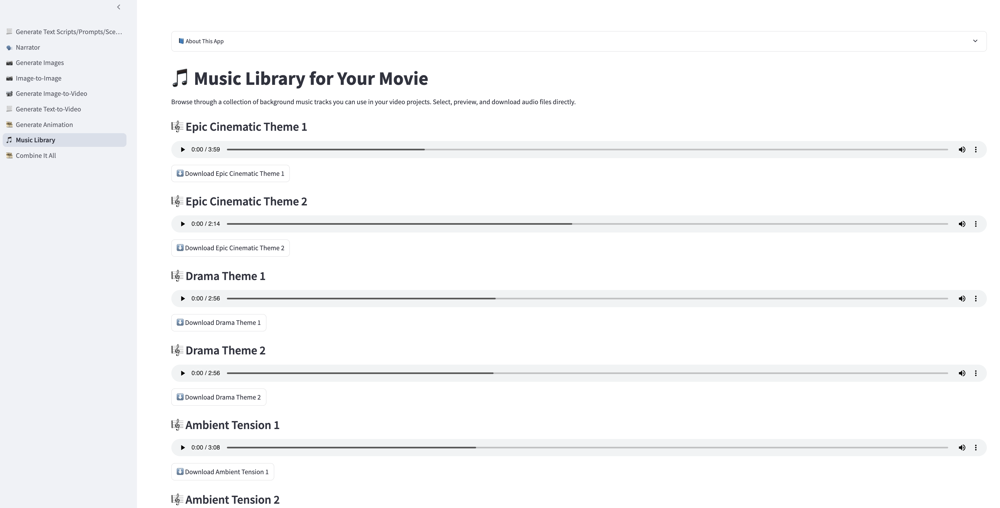 Generate Text Scripts/Prompts/Sce...
Narrator
Generate Images
Image-to-Image
Generate Image-to-Video
Generate Text-to-Video
Generate Animation
Music Library
Combine It All
About This App
Music Library for Your Movie
Browse through a collection of background music tracks you can use in your video projects. Select, preview, and download audio files directly.
Epic Cinematic Theme 1
0:00 / 3:59
Download Epic Cinematic Theme 1
Epic Cinematic Theme 2
0:00 / 2:14
Download Epic Cinematic Theme 2
Drama Theme 1
0:00 / 2:56
Download Drama Theme 1
Drama Theme 2
0:00 / 2:56
Download Drama Theme 2
Ambient Tension 1
0:00 / 3:08
Download Ambient Tension 1
Ambient Tension 2